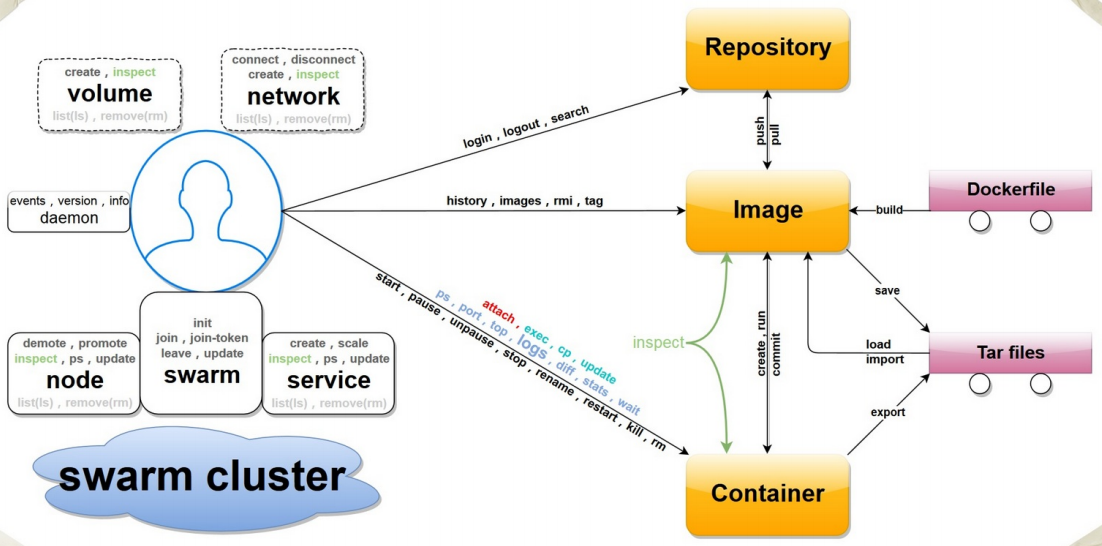 create , inspect
volume
list(ls) , remove(rm)
connect , disconnect
create , inspect
network
list(ls) , remove(rm)
events , version , info
daemon
init
join , join-token
leave , update
swarm
demote , promote
inspect , ps , update
node
list(ls) , remove(rm)
create , scale
inspect , ps , update
service
list(ls) , remove(rm)
swarm cluster
login , logout , search
history , images , rmi , tag
attach , exec , cp , update
ps , port , top , logs , diff , stats , wait
start , pause , unpause , stop , rename , restart , kill , rm
Repository
push
pull
Image
build
Dockerfile
inspect
create , run
commit
save
load
import
Tar files
export
Container